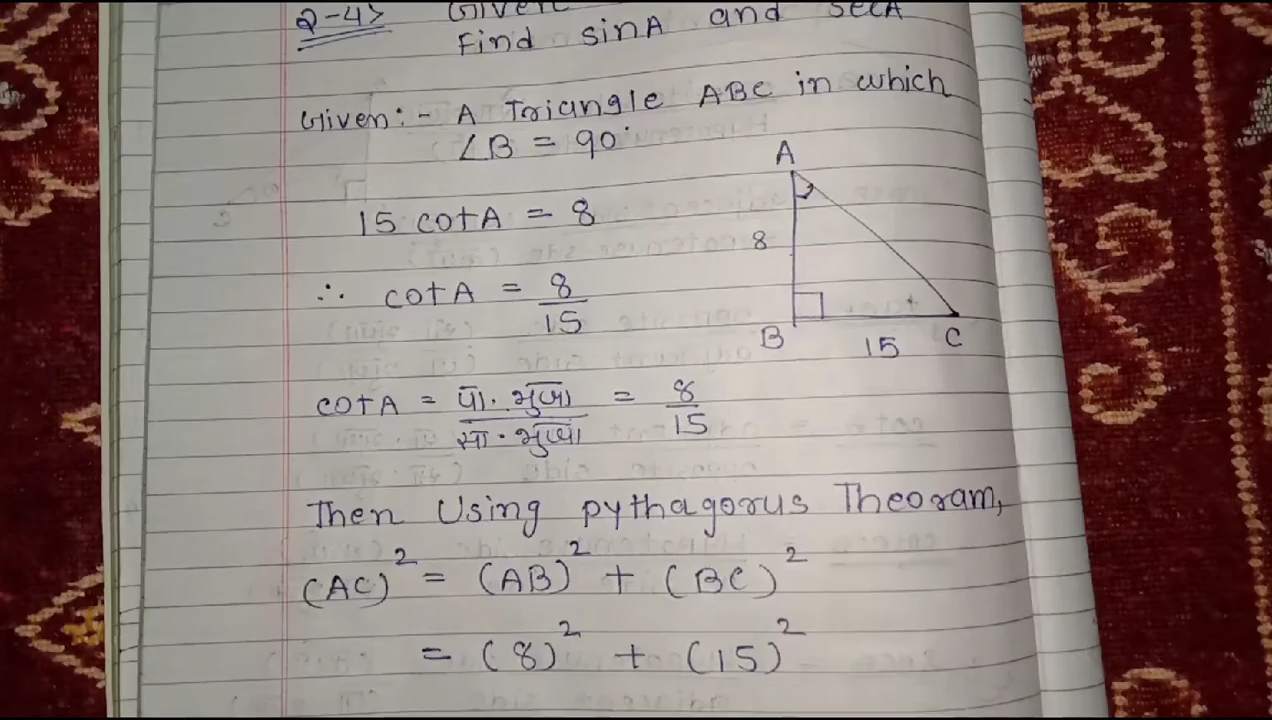 Q-4> Given
Find sinA and secA
Given:- A Triangle ABC in which
∠B = 90°
A
15 cotA = 8
8
∴ cotA = 8/15
B 15 C
cotA = पा. भुजा/सा. भुजा = 8/15
Then Using pythagorus Theoram,
(AC)² = (AB)² + (BC)²
= (8)² + (15)²